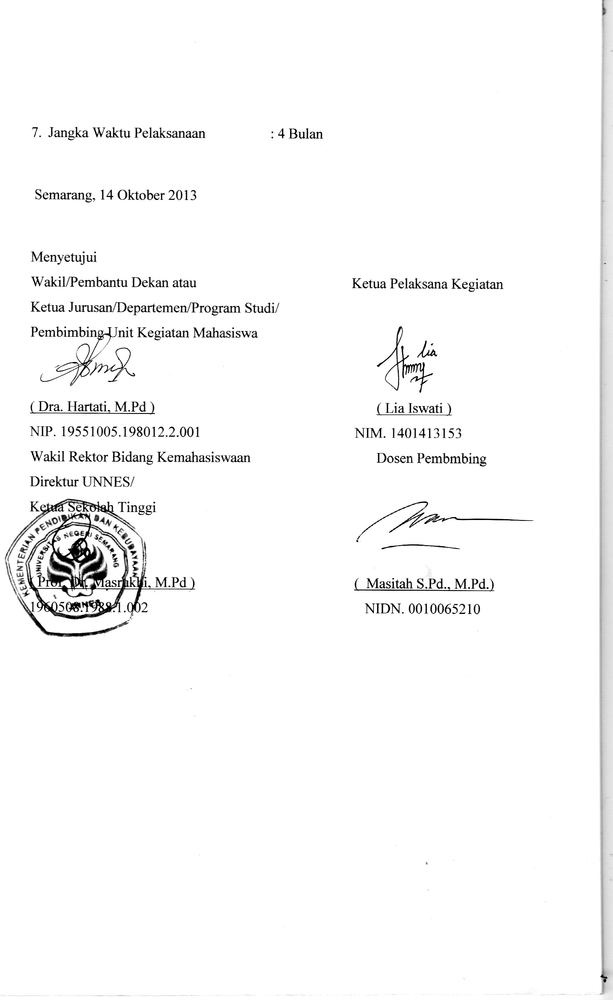 7. Jangka Waktu Pelaksanaan : 4 Bulan
Semarang, 14 Oktober 2013
Menyetujui
Wakil/Pembantu Dekan atau
Ketua Jurusan/Departemen/Program Studi/
Pembimbing Unit Kegiatan Mahasiswa
Ketua Pelaksana Kegiatan
lia
( Dra. Hartati, M.Pd )
NIP. 19551005.198012.2.001
( Lia Iswati )
NIM. 1401413153
Wakil Rektor Bidang Kemahasiswaan
Direktur UNNES/
Ketua Sekolah Tinggi
Dosen Pembmbing
KEMENTERIAN PENDIDIKAN DAN KEBUDAYAAN
UNIVERSITAS NEGERI SEMARANG
UNNES
( Prof. Dr. Masrukhi, M.Pd )
1960508.1988.1.002
( Masitah S.Pd., M.Pd.)
NIDN. 0010065210